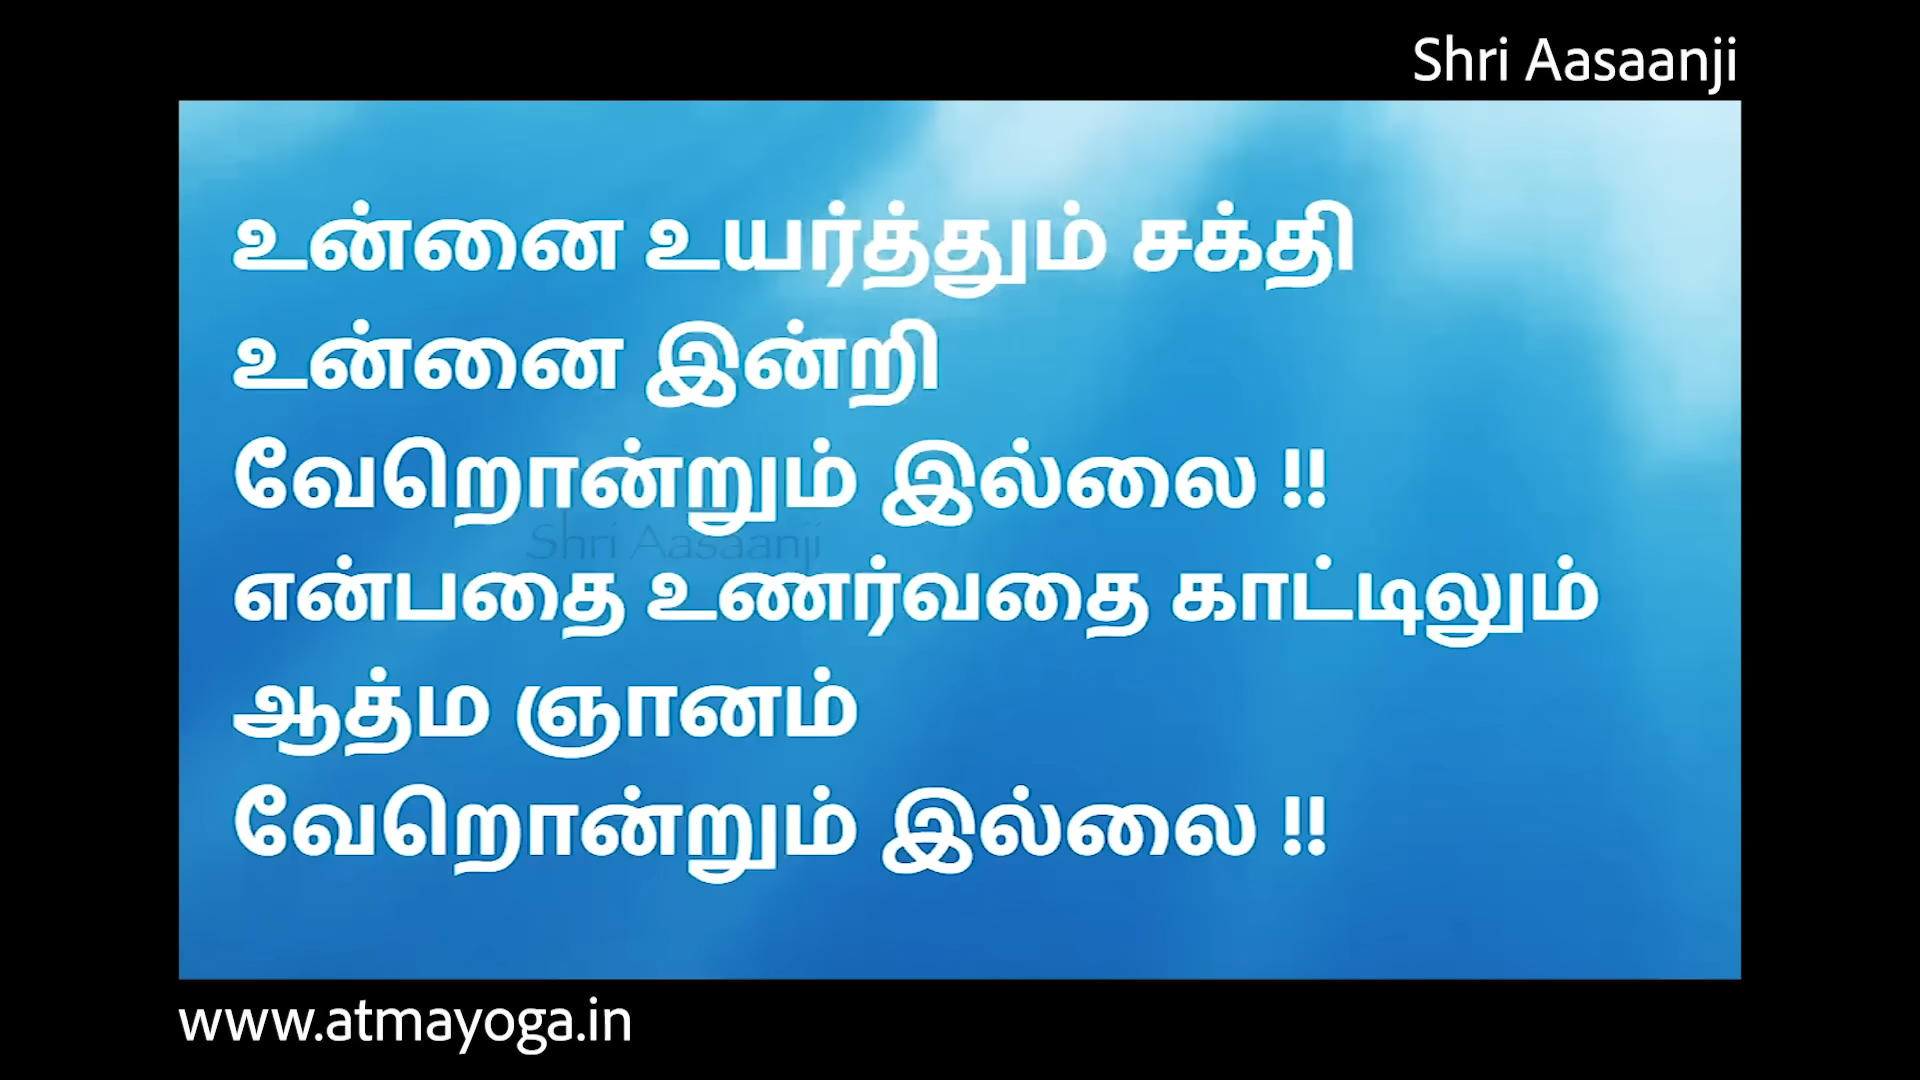 Shri Aasaanji
உன்னை உயர்த்தும் சக்தி
உன்னை இன்றி
வேறொன்றும் இல்லை !!
Shri Aasaanji
என்பதை உணர்வதை காட்டிலும்
ஆத்ம ஞானம்
வேறொன்றும் இல்லை !!
www.atmayoga.in